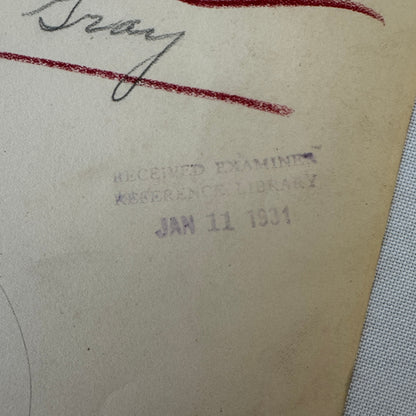 Gray
RECEIVED EXAMINER
REFERENCE LIBRARY
JAN 11 1931